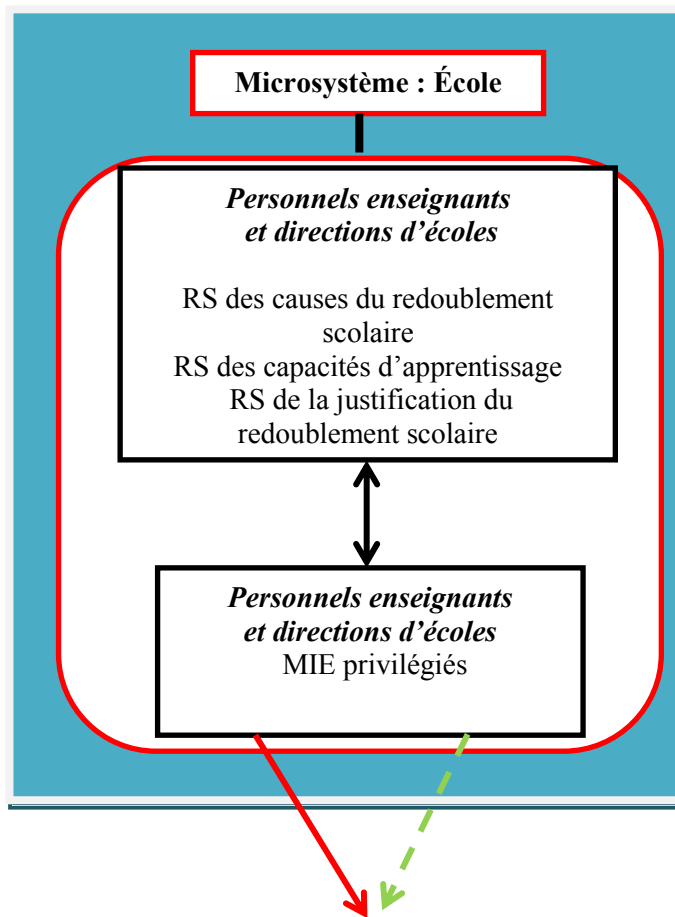 Microsystème : École
Personnels enseignants
et directions d’écoles
RS des causes du redoublement
scolaire
RS des capacités d’apprentissage
RS de la justification du
redoublement scolaire
Personnels enseignants
et directions d’écoles
MIE privilégiés